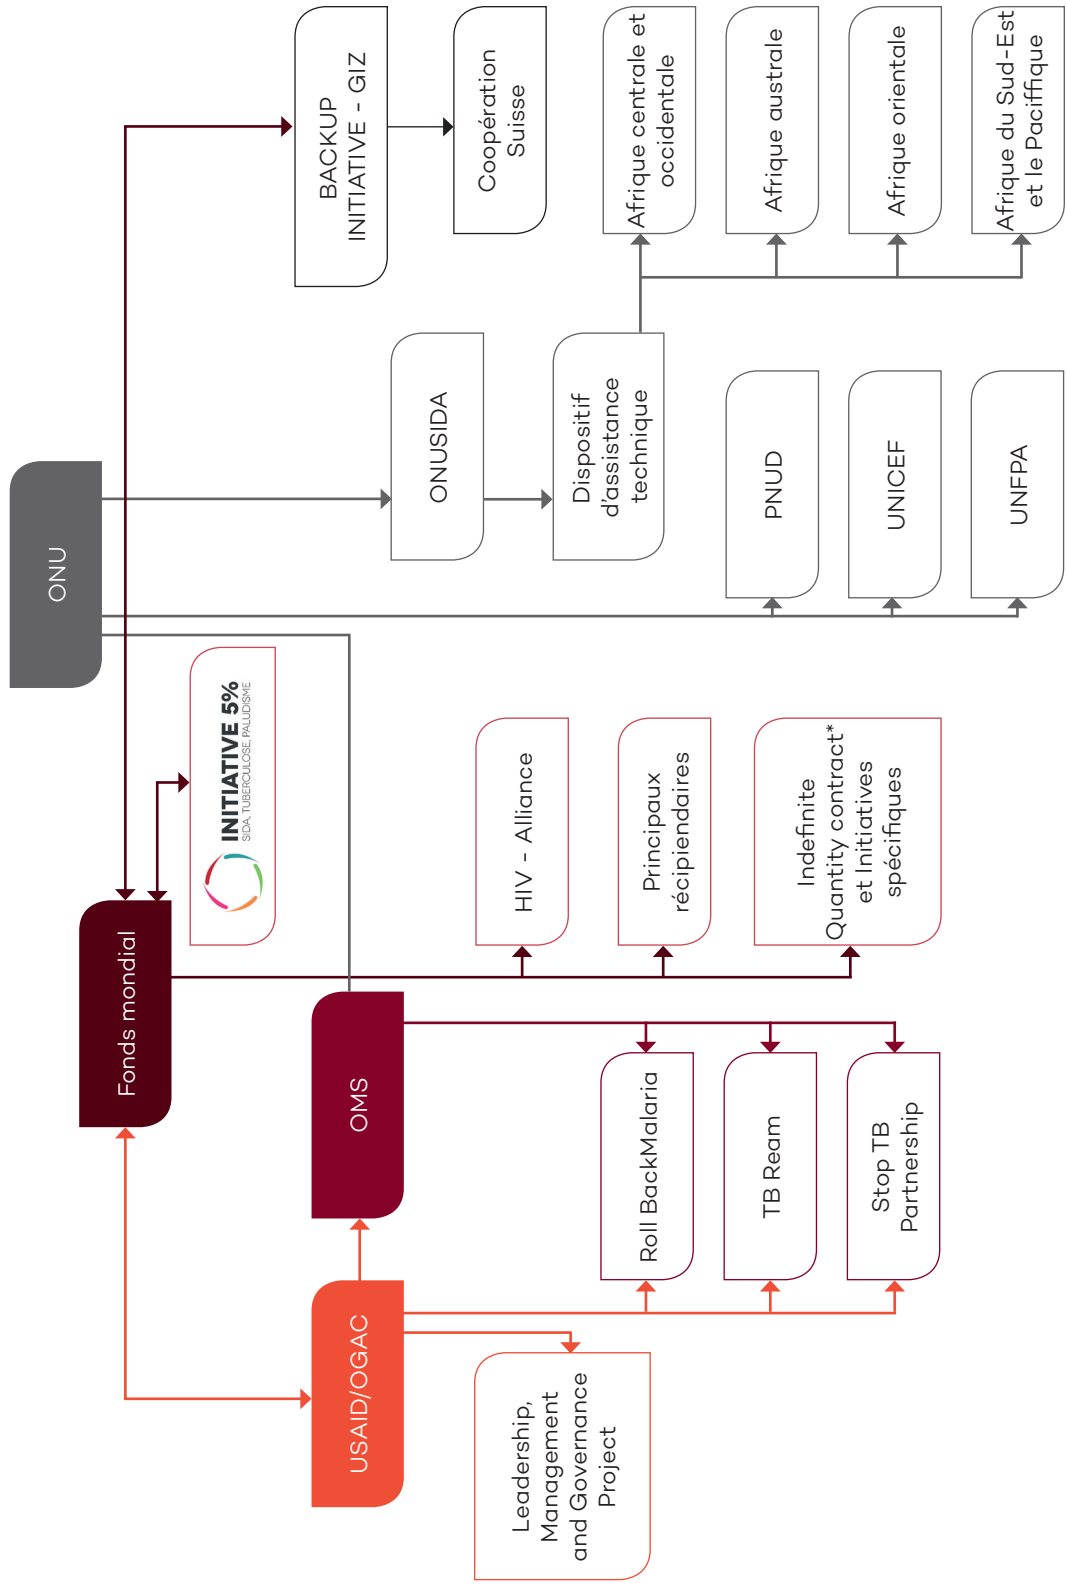 ONU
Fonds mondial
INITIATIVE 5%
SIDA, TUBERCULOSE, PALUDISME
BACKUP
INITIATIVE - GIZ
Coopération
Suisse
USAID/OGAC
OMS
ONUSIDA
Dispositif
d'assistance
technique
Leadership,
Management
and Governance
Project
Roll BackMalaria
TB Ream
Stop TB
Partnership
HIV - Alliance
Principaux
récipiendaires
Indefinite
Quantity contract*
et Initiatives
spécifiques
PNUD
UNICEF
UNFPA
Afrique centrale et
occidentale
Afrique australe
Afrique orientale
Afrique du Sud-Est
et le Paciffique